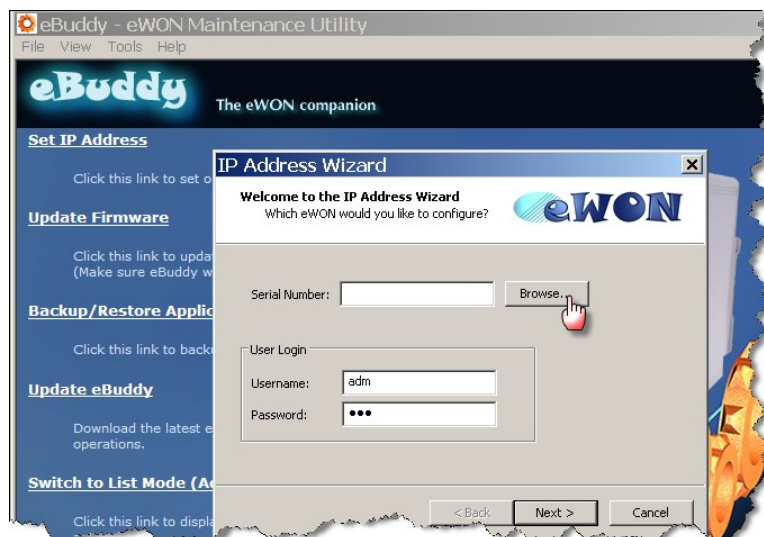 eBuddy - eWON Maintenance Utility
File View Tools Help
eBuddy
The eWON companion
Set IP Address
Click this link to set
Update Firmware
Click this link to
(Make sure eBuddy
Backup/Restore
Click this link to
Update eBuddy
Download the latest
operations.
Switch to List Mode
Click this link to
IP Address Wizard
Welcome to the IP Address Wizard
Which eWON would you like to configure?
eWON
Serial Number:
Browse...
User Login
Username: adm
Password: •••
< Back Next > Cancel